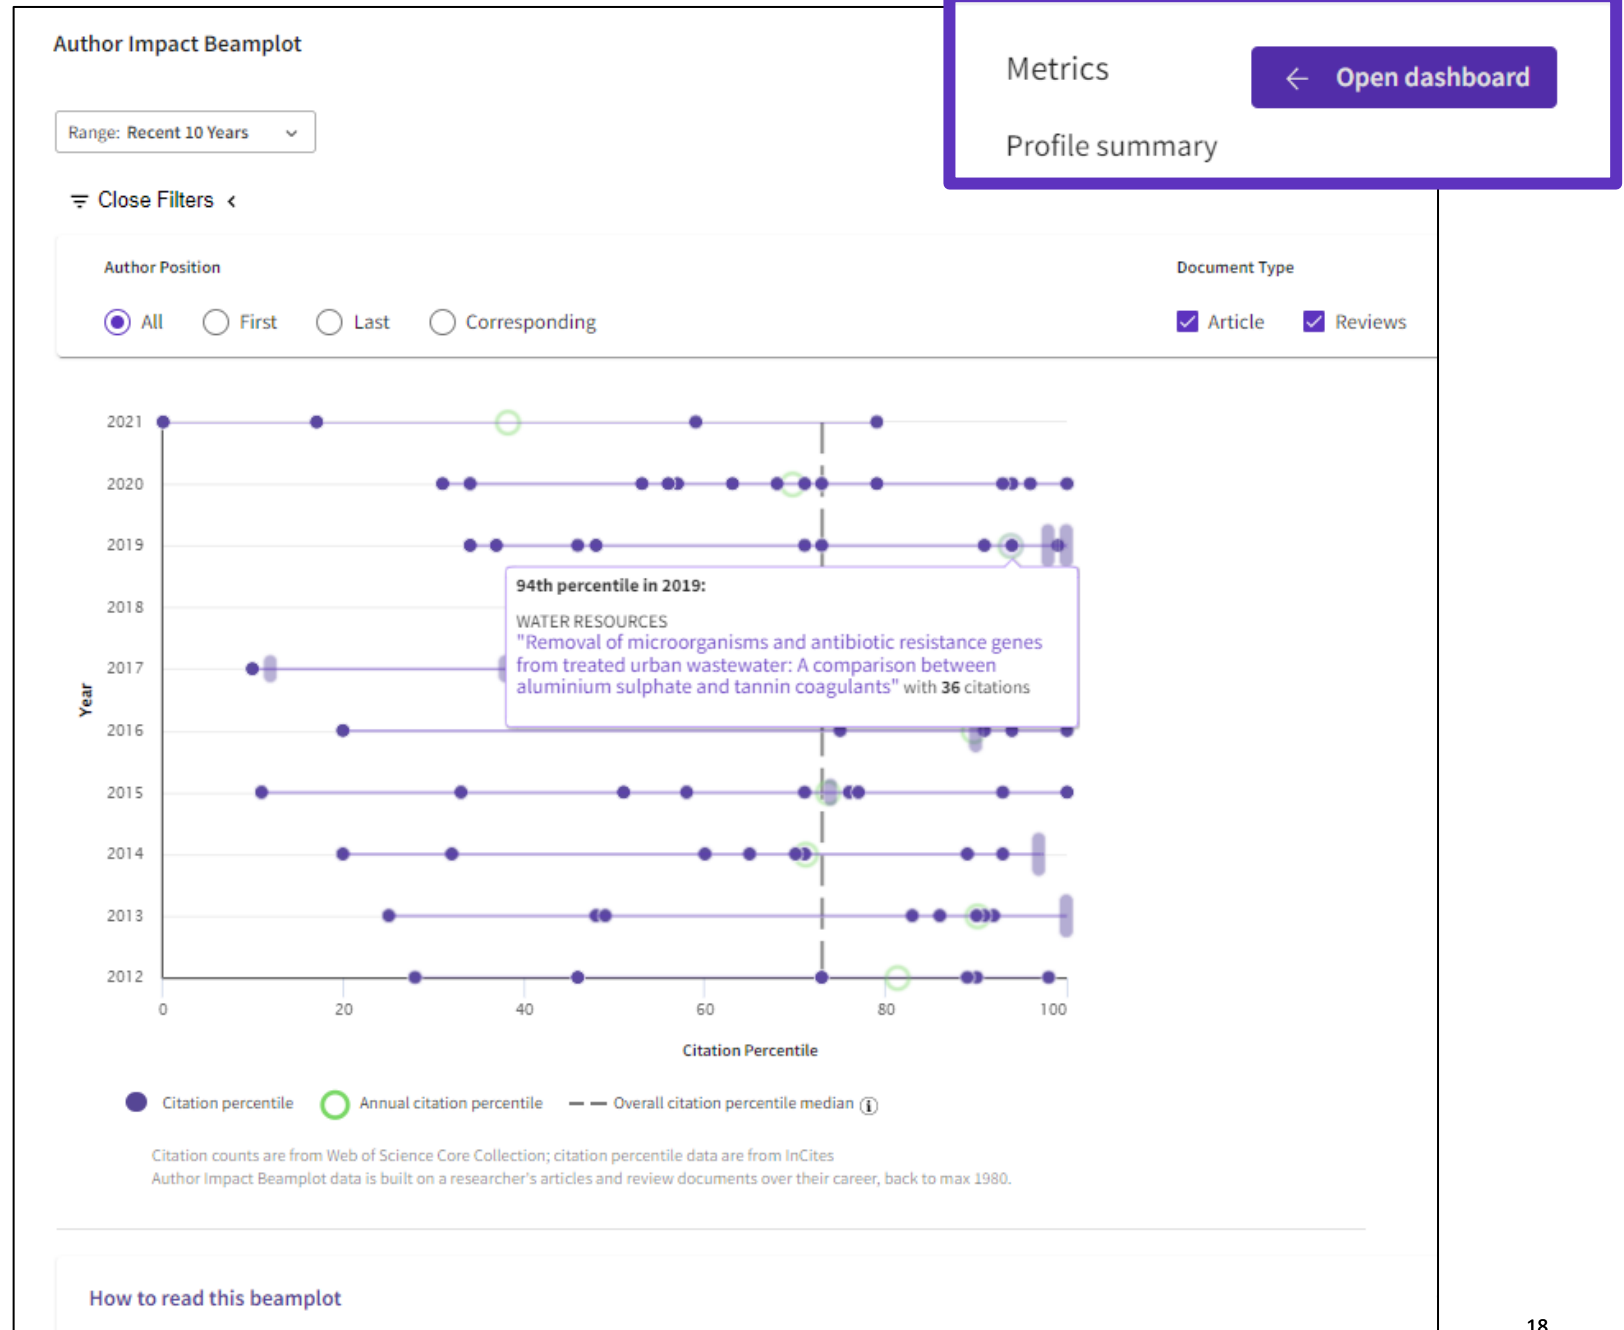 Author Impact Beamplot
Metrics
Open dashboard
Profile summary
Range: Recent 10 Years
Close Filters
Author Position
Document Type
All
First
Last
Corresponding
Article
Reviews
2021
2020
2019
94th percentile in 2019:
WATER RESOURCES
"Removal of microorganisms and antibiotic resistance genes
from treated urban wastewater: A comparison between
aluminium sulphate and tannin coagulants" with 36 citations
2018
2017
Year
2016
2015
2014
2013
2012
0 20 40 60 80 100
Citation Percentile
Citation percentile
Annual citation percentile
Overall citation percentile median
Citation counts are from Web of Science Core Collection; citation percentile data are from InCites
Author Impact Beamplot data is built on a researcher's articles and review documents over their career, back to max 1980.
How to read this beamplot
18